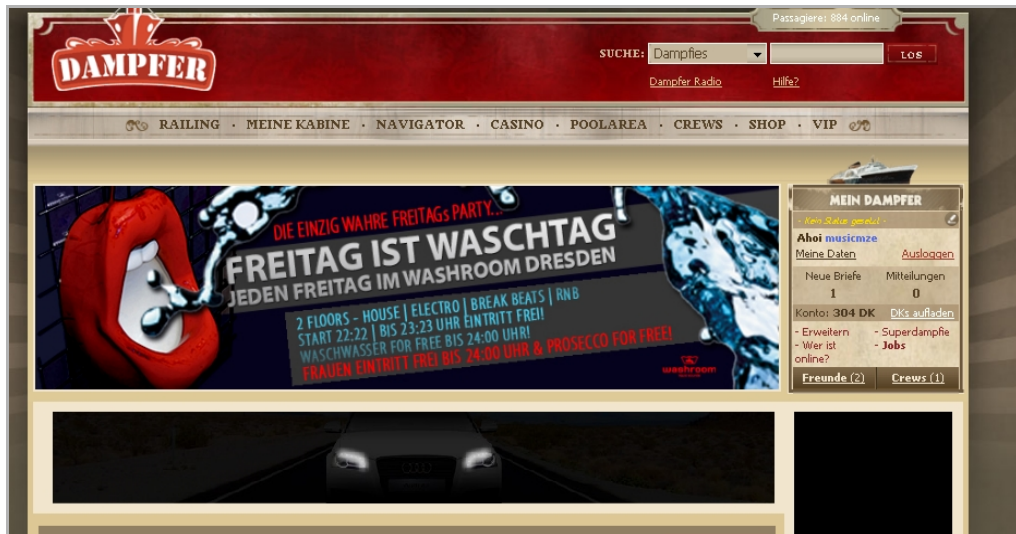 Passagiere: 884 online
DAMPFER
SUCHE: Dampfies LOS
Dampfer Radio Hilfe?
RAILING · MEINE KABINE · NAVIGATOR · CASINO · POOLAREA · CREWS · SHOP · VIP
DIE EINZIG WAHRE FREITAGs PARTY...
FREITAG IST WASCHTAG
JEDEN FREITAG IM WASHROOM DRESDEN
2 FLOORS - HOUSE | ELECTRO | BREAK BEATS | RNB
START 22:22 | BIS 23:23 UHR EINTRITT FREI!
WASCHWASSER FOR FREE BIS 24:00 UHR!
FRAUEN EINTRITT FREI BIS 24:00 UHR & PROSECCO FOR FREE!
washroom
MEIN DAMPFER
- Kein Status gesetzt -
Ahoi musicmze
Meine Daten Ausloggen
Neue Briefe Mitteilungen
1 0
Konto: 304 DK DKs aufladen
- Erweitern - Superdampfie
- Wer ist - Jobs
online?
Freunde (2) Crews (1)